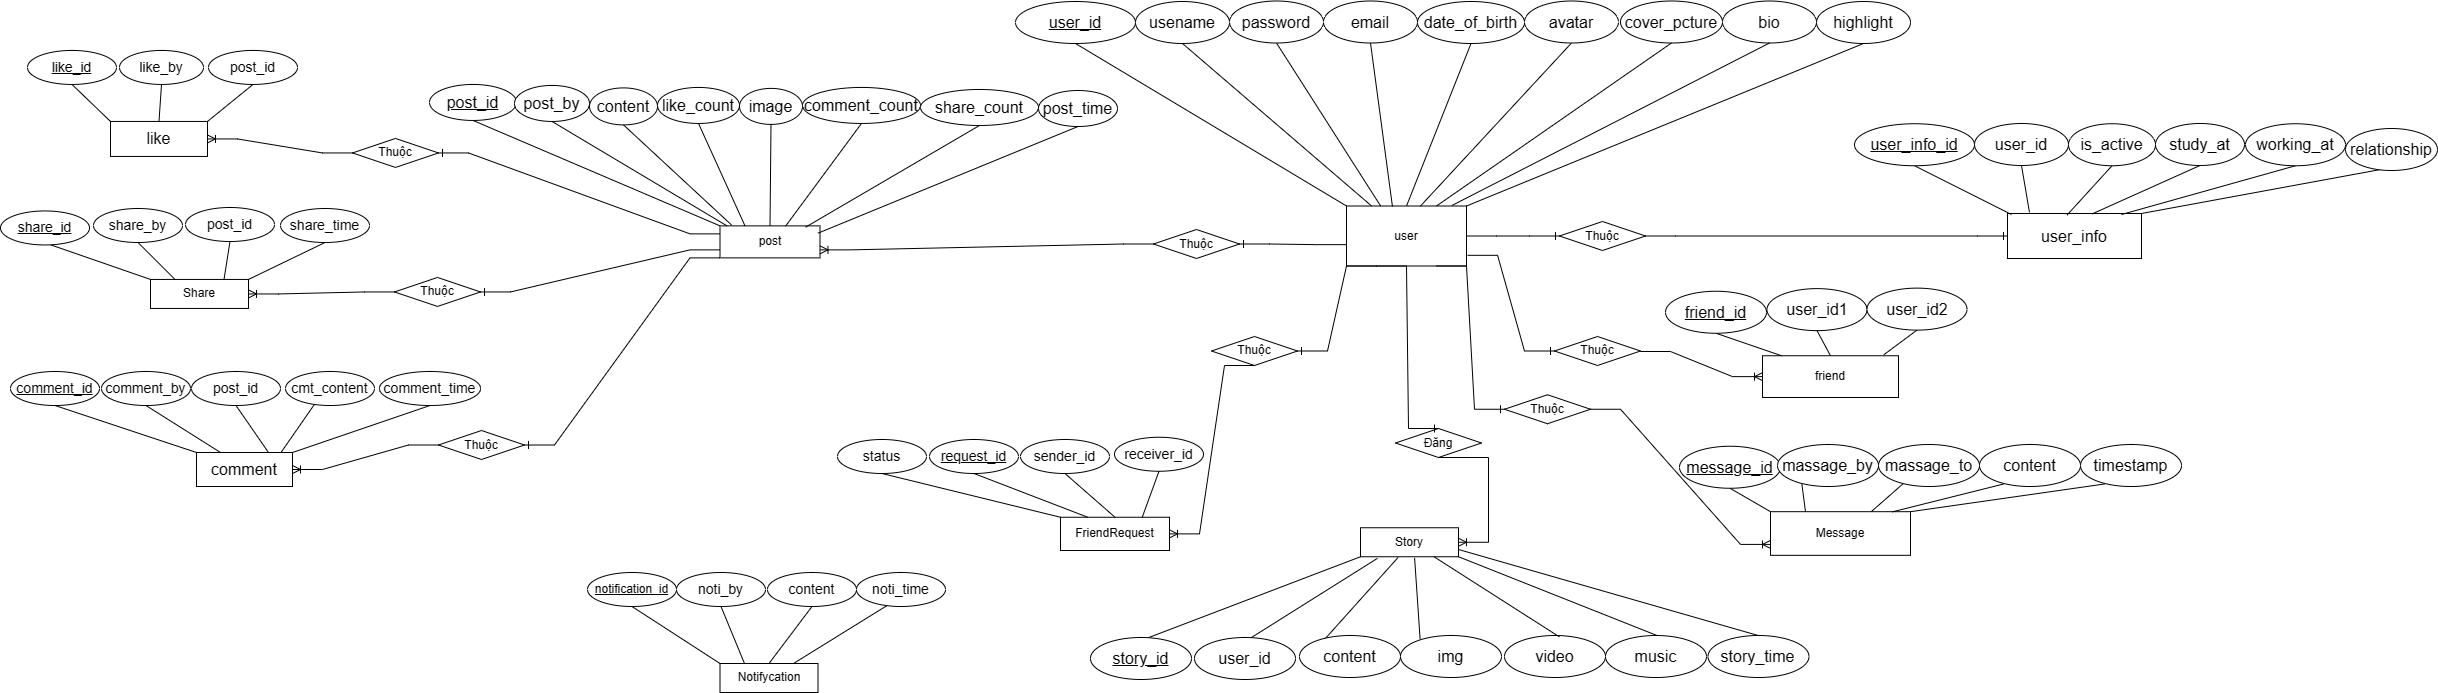 user_id
usename
password
email
date_of_birth
avatar
cover_pcture
bio
highlight
like_id
like_by
post_id
like
Thuộc
post_id
post_by
content
like_count
image
comment_count
share_count
post_time
post
Thuộc
user
Thuộc
user_info_id
user_id
is_active
study_at
working_at
relationship
user_info
share_id
share_by
post_id
share_time
Share
Thuộc
friend_id
user_id1
user_id2
Thuộc
friend
Thuộc
Thuộc
comment_id
comment_by
post_id
cmt_content
comment_time
comment
Thuộc
status
request_id
sender_id
receiver_id
FriendRequest
Đăng
message_id
massage_by
massage_to
content
timestamp
Message
Story
story_id
user_id
content
img
video
music
story_time
notification_id
noti_by
content
noti_time
Notifycation